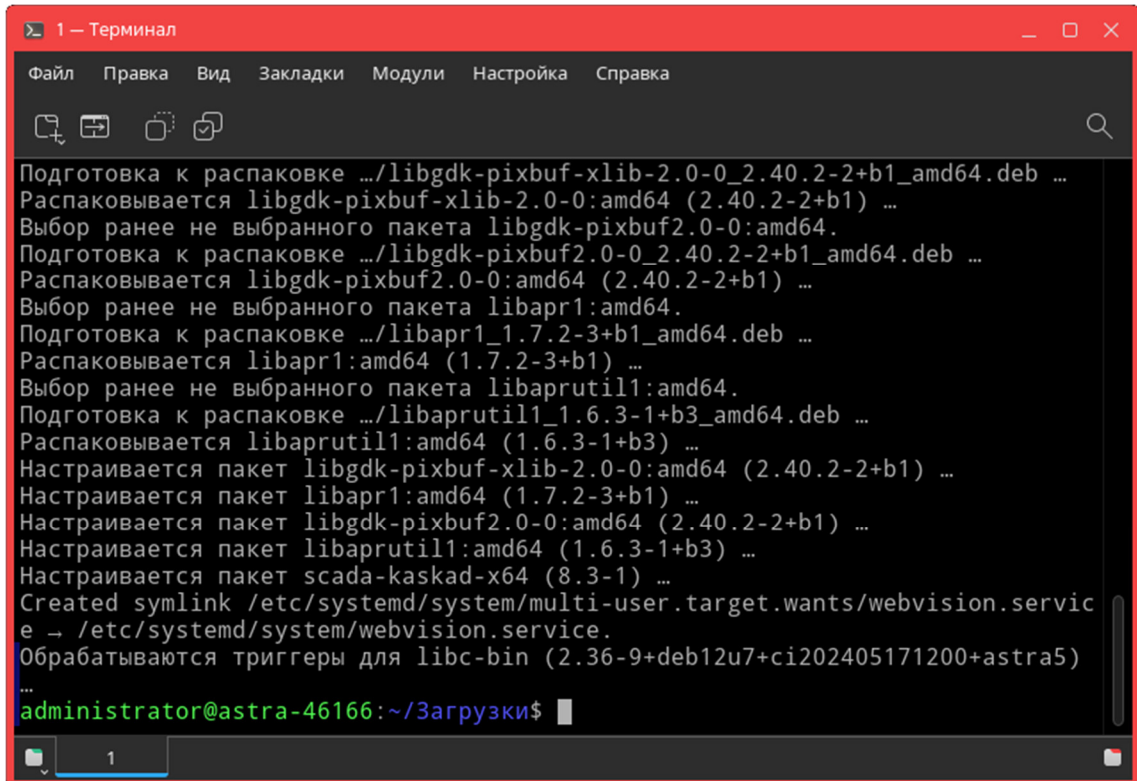 1 — Терминал
Файл Правка Вид Закладки Модули Настройка Справка
Подготовка к распаковке …/libgdk-pixbuf-xlib-2.0-0_2.40.2-2+b1_amd64.deb …
Распаковывается libgdk-pixbuf-xlib-2.0-0:amd64 (2.40.2-2+b1) …
Выбор ранее не выбранного пакета libgdk-pixbuf2.0-0:amd64.
Подготовка к распаковке …/libgdk-pixbuf2.0-0_2.40.2-2+b1_amd64.deb …
Распаковывается libgdk-pixbuf2.0-0:amd64 (2.40.2-2+b1) …
Выбор ранее не выбранного пакета libapr1:amd64.
Подготовка к распаковке …/libapr1_1.7.2-3+b1_amd64.deb …
Распаковывается libapr1:amd64 (1.7.2-3+b1) …
Выбор ранее не выбранного пакета libaprutil1:amd64.
Подготовка к распаковке …/libaprutil1_1.6.3-1+b3_amd64.deb …
Распаковывается libaprutil1:amd64 (1.6.3-1+b3) …
Настраивается пакет libgdk-pixbuf-xlib-2.0-0:amd64 (2.40.2-2+b1) …
Настраивается пакет libapr1:amd64 (1.7.2-3+b1) …
Настраивается пакет libgdk-pixbuf2.0-0:amd64 (2.40.2-2+b1) …
Настраивается пакет libaprutil1:amd64 (1.6.3-1+b3) …
Настраивается пакет scada-kaskad-x64 (8.3-1) …
Created symlink /etc/systemd/system/multi-user.target.wants/webvision.servic
e → /etc/systemd/system/webvision.service.
Обрабатываются триггеры для libc-bin (2.36-9+deb12u7+ci202405171200+astra5)
…
administrator@astra-46166:~/Загрузки$
1